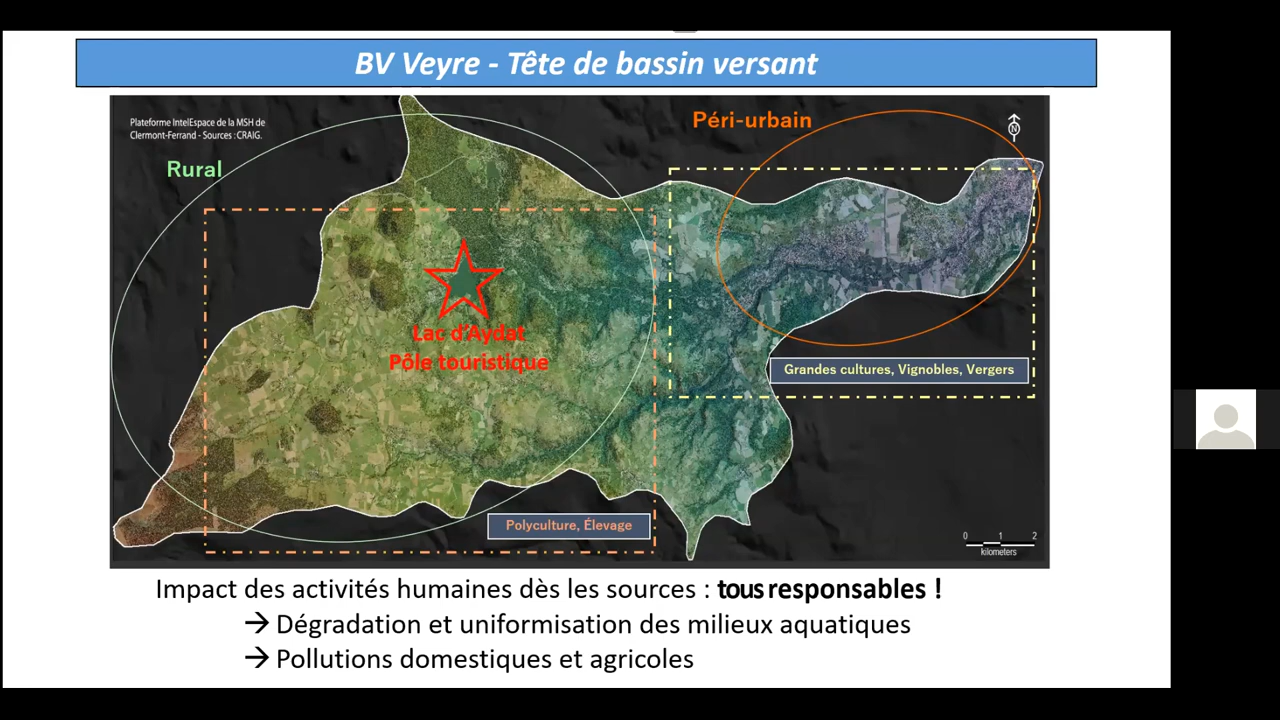 BV Veyre - Tête de bassin versant
Plateforme IntelEspace de la MSH de
Clermont-Ferrand - Sources : CRAIG.
Péri-urbain
N
Rural
Lac d'Aydat
Pôle touristique
Grandes cultures, Vignobles, Vergers
Polyculture, Élevage
0 1 2
kilometers
Impact des activités humaines dès les sources : tous responsables !
→ Dégradation et uniformisation des milieux aquatiques
→ Pollutions domestiques et agricoles